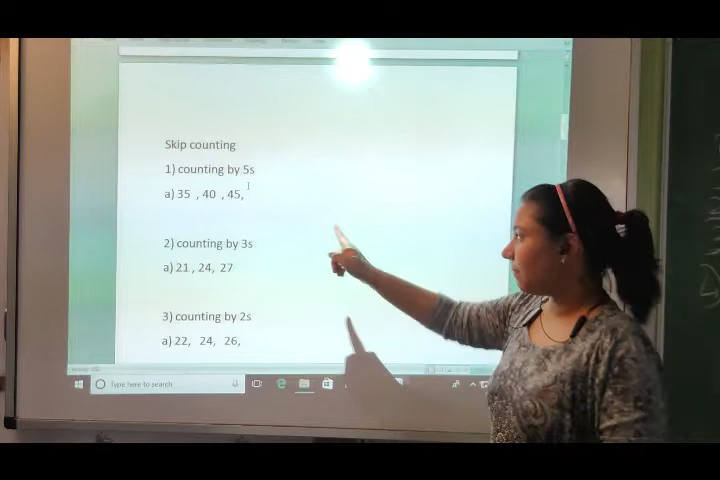 Skip counting
1) counting by 5s
a) 35 , 40 , 45,
2) counting by 3s
a) 21 , 24, 27
3) counting by 2s
a) 22, 24, 26,
Type here to search